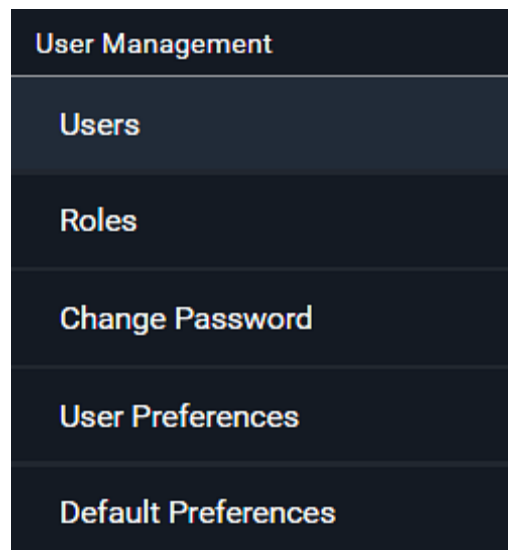 User Management
Users
Roles
Change Password
User Preferences
Default Preferences